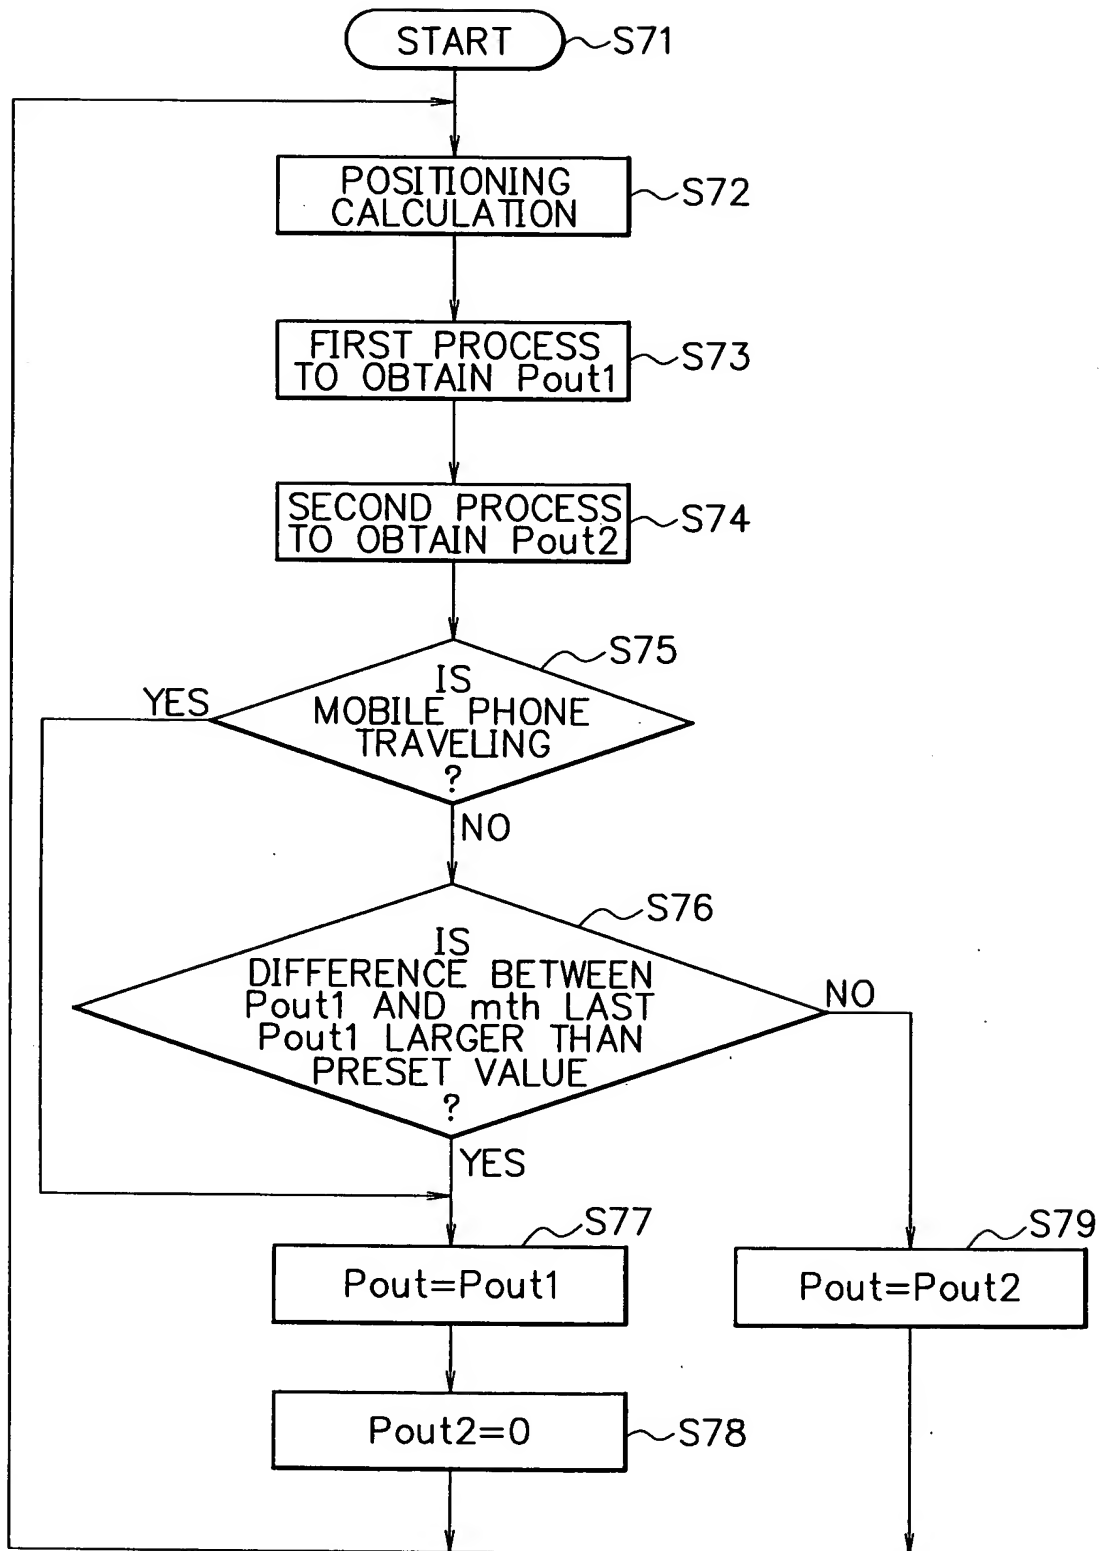 START
S71
POSITIONING
CALCULATION
S72
FIRST PROCESS
TO OBTAIN Pout1
S73
SECOND PROCESS
TO OBTAIN Pout2
S74
S75
IS
MOBILE PHONE
TRAVELING
?
YES
NO
S76
IS
DIFFERENCE BETWEEN
Pout1 AND mth LAST
Pout1 LARGER THAN
PRESET VALUE
?
NO
YES
S77
Pout=Pout1
S79
Pout=Pout2
Pout2=0
S78